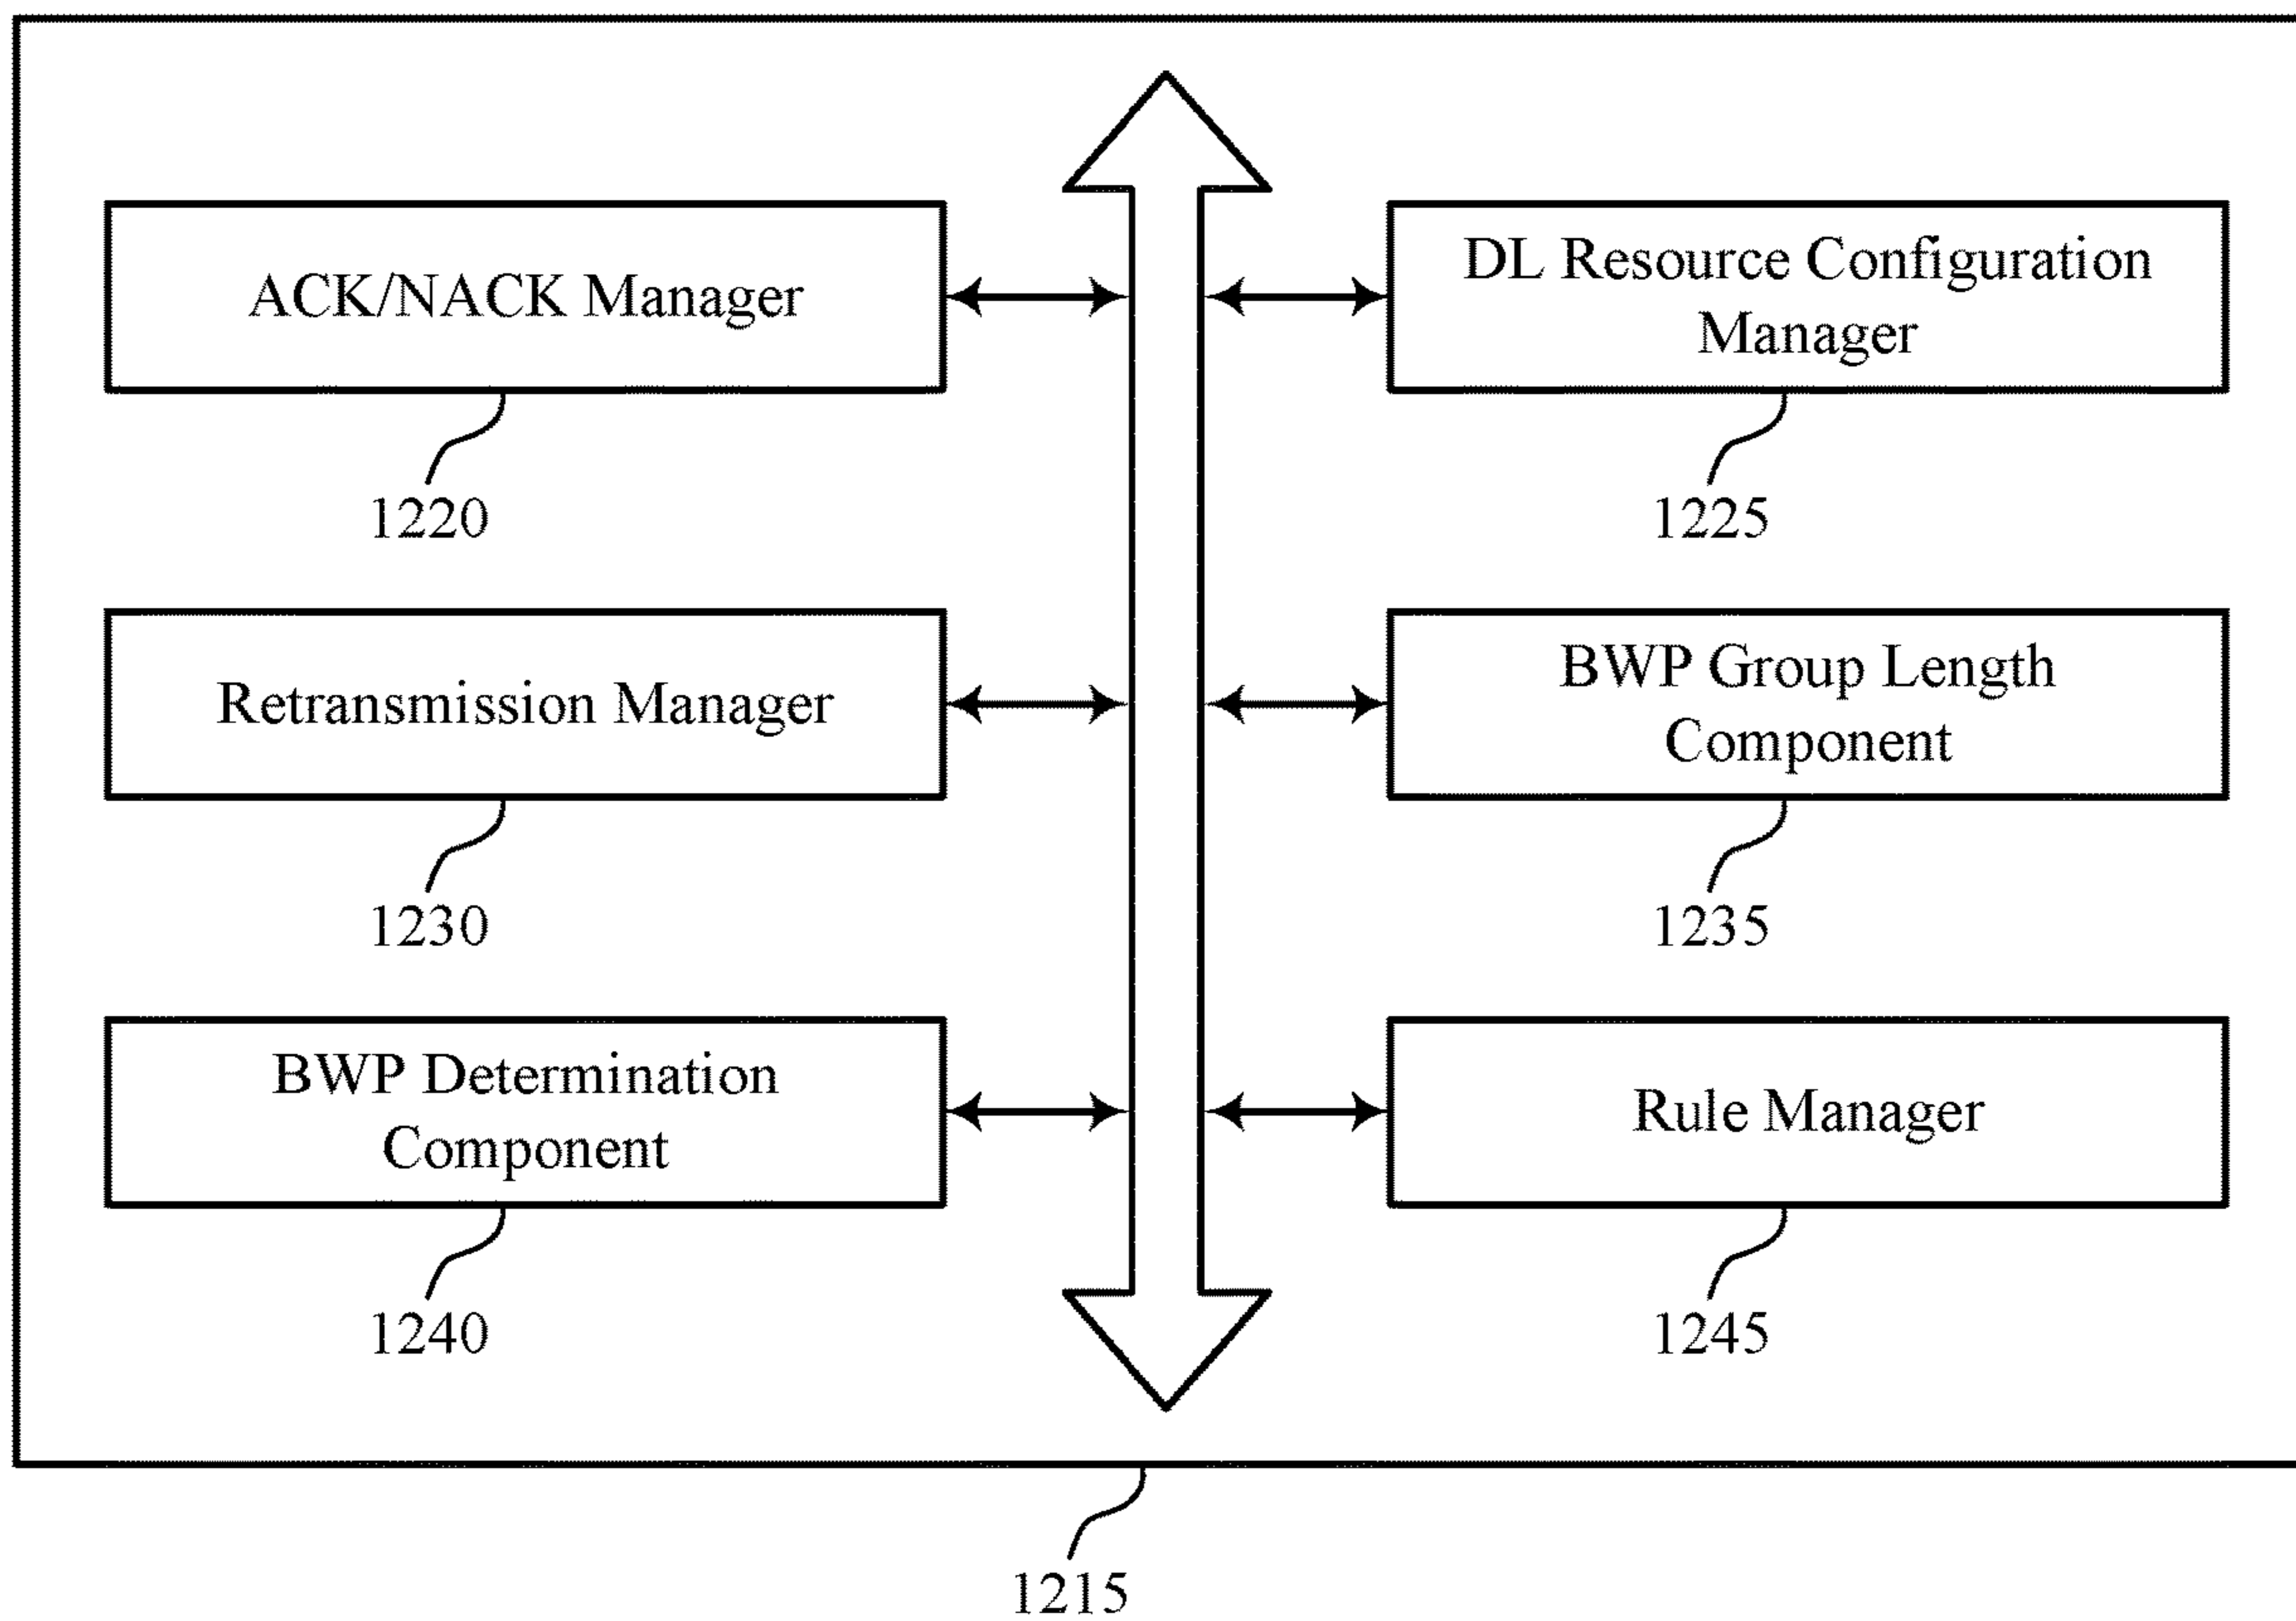 ACK/NACK Manager
DL Resource Configuration
Manager
1220
1225
Retransmission Manager
BWP Group Length
Component
1230
1235
BWP Determination
Component
Rule Manager
1240
1245
1215